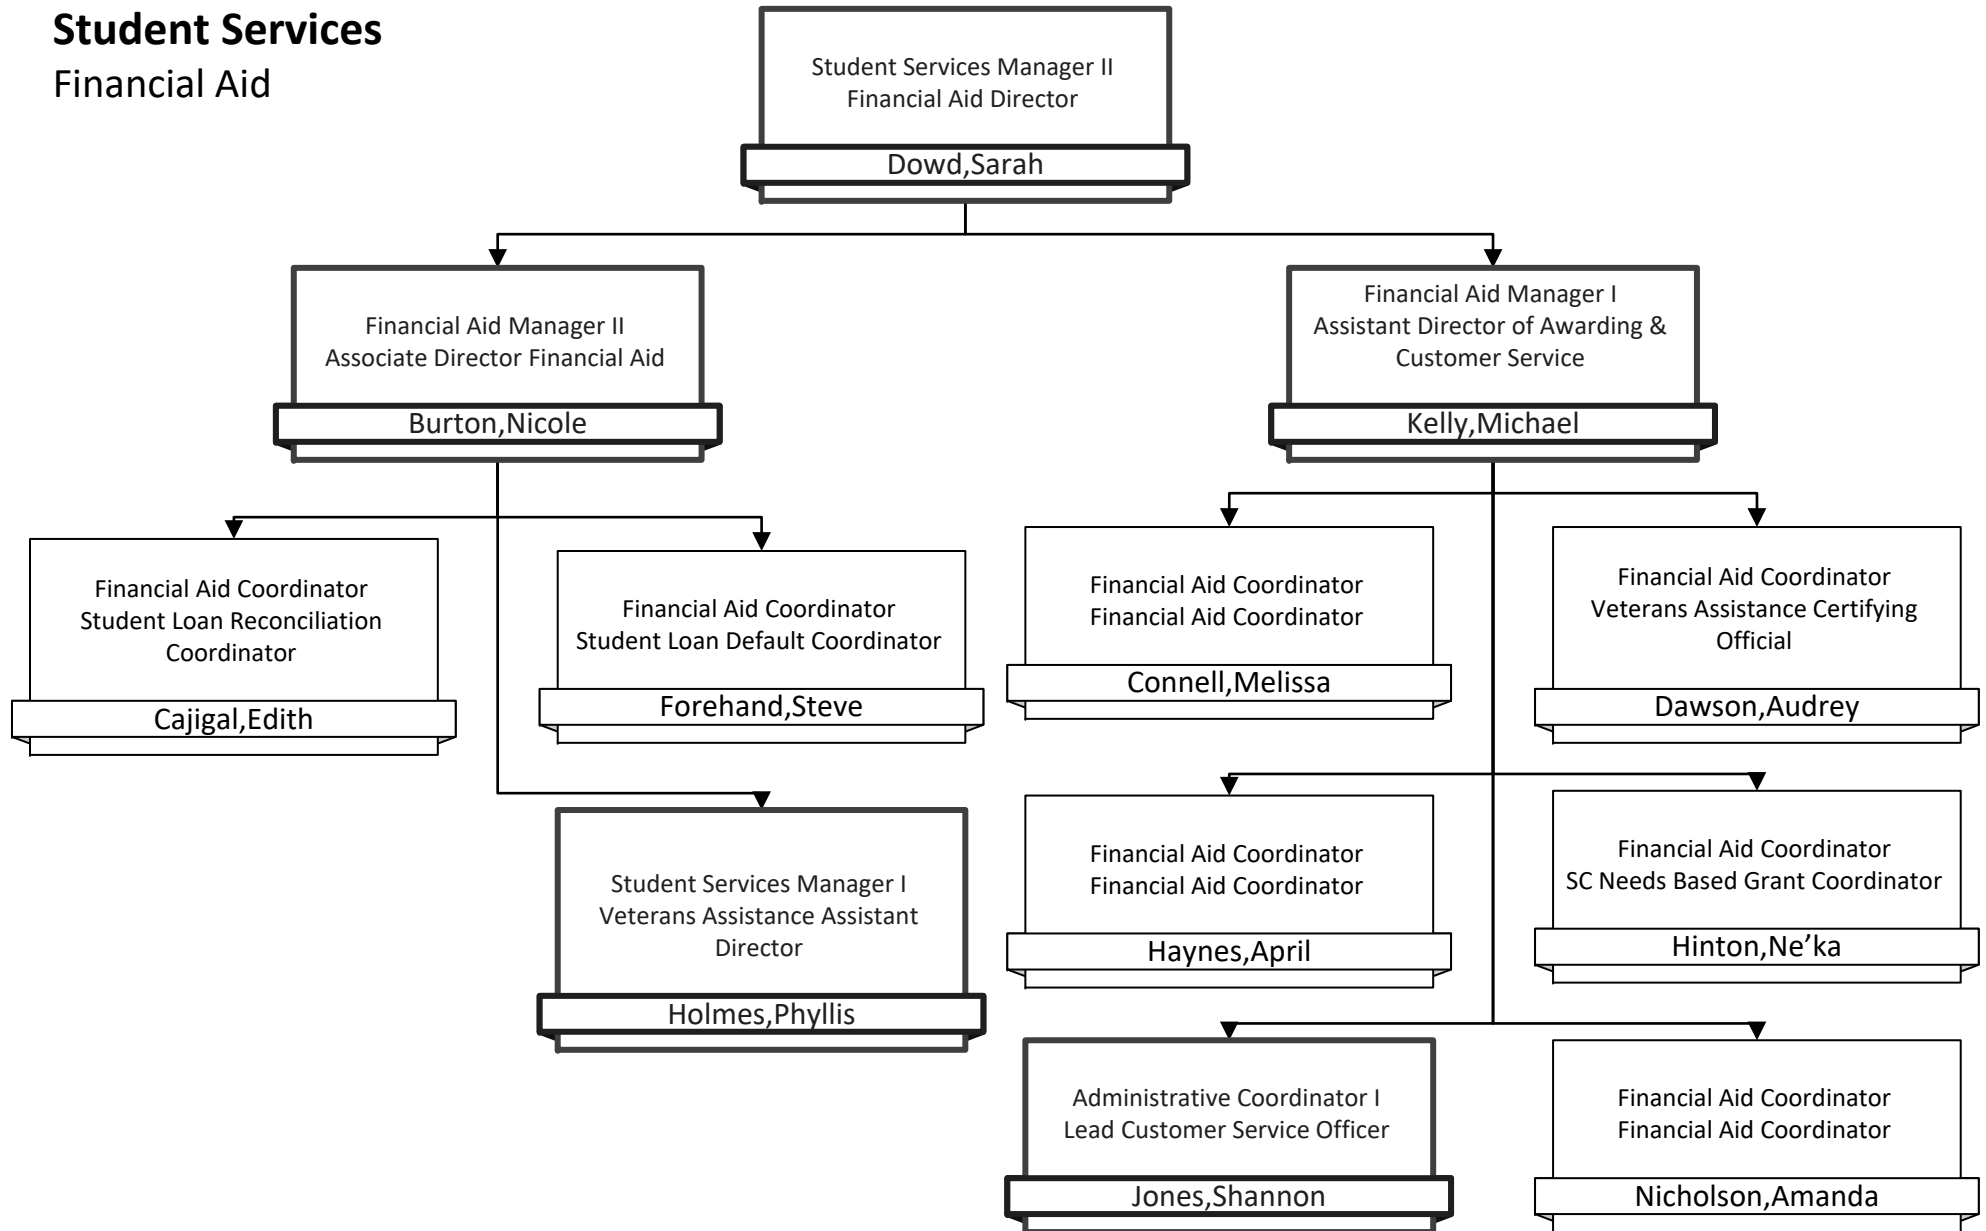 Student Services
Financial Aid
Student Services Manager II
Financial Aid Director
Dowd,Sarah
Financial Aid Manager II
Associate Director Financial Aid
Burton,Nicole
Financial Aid Manager I
Assistant Director of Awarding &
Customer Service
Kelly,Michael
Financial Aid Coordinator
Student Loan Reconciliation
Coordinator
Cajigal,Edith
Financial Aid Coordinator
Student Loan Default Coordinator
Forehand,Steve
Financial Aid Coordinator
Financial Aid Coordinator
Connell,Melissa
Financial Aid Coordinator
Veterans Assistance Certifying
Official
Dawson,Audrey
Student Services Manager I
Veterans Assistance Assistant
Director
Holmes,Phyllis
Financial Aid Coordinator
Financial Aid Coordinator
Haynes,April
Financial Aid Coordinator
SC Needs Based Grant Coordinator
Hinton,Ne’ka
Administrative Coordinator I
Lead Customer Service Officer
Jones,Shannon
Financial Aid Coordinator
Financial Aid Coordinator
Nicholson,Amanda